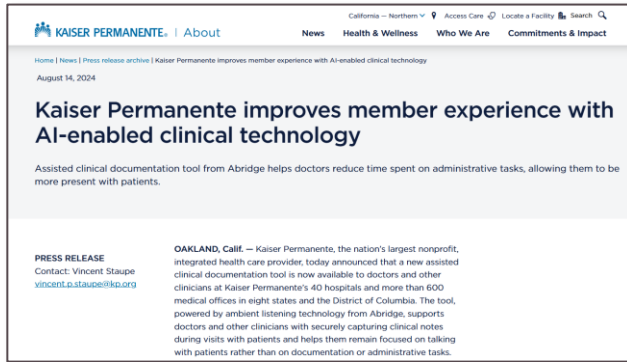 California — Northern Access Care Locate a Facility Search
KAISER PERMANENTE® | About
News Health & Wellness Who We Are Commitments & Impact
Home | News | Press release archive | Kaiser Permanente improves member experience with AI-enabled clinical technology
August 14, 2024
Kaiser Permanente improves member experience with
AI-enabled clinical technology
Assisted clinical documentation tool from Abridge helps doctors reduce time spent on administrative tasks, allowing them to be
more present with patients.
PRESS RELEASE
Contact: Vincent Staupe
vincent.p.staupe@kp.org
OAKLAND, Calif. — Kaiser Permanente, the nation's largest nonprofit,
integrated health care provider, today announced that a new assisted
clinical documentation tool is now available to doctors and other
clinicians at Kaiser Permanente's 40 hospitals and more than 600
medical offices in eight states and the District of Columbia. The tool,
powered by ambient listening technology from Abridge, supports
doctors and other clinicians with securely capturing clinical notes
during visits with patients and helps them remain focused on talking
with patients rather than on documentation or administrative tasks.